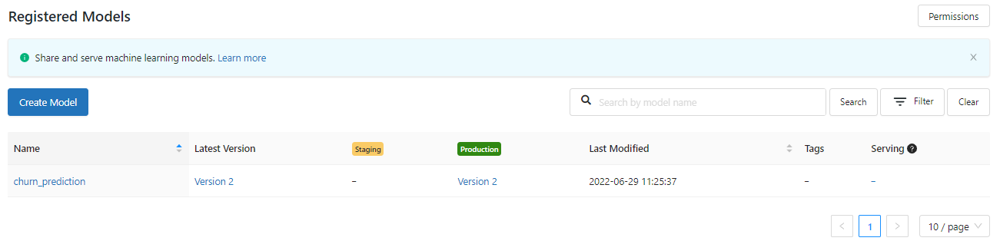 Registered Models
Permissions
Share and serve machine learning models. Learn more
Create Model
Search by model name
Search
Filter
Clear
Name Latest Version Staging Production Last Modified Tags Serving ?
churn_prediction Version 2 – Version 2 2022-06-29 11:25:37 – –
< 1 > 10 / page